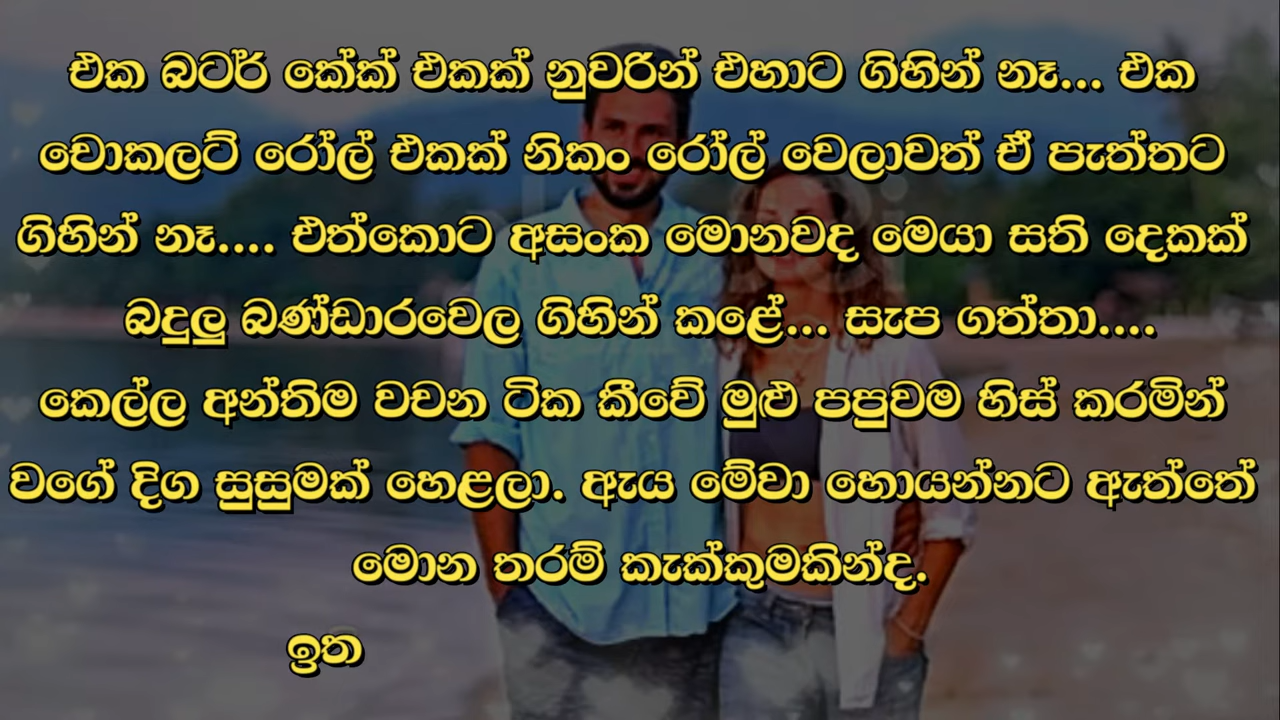 එක බටර් කේක් එකක් නුවරින් එහාට ගිහින් නෑ... එක
චොකලට් රෝල් එකක් නිකං රෝල් වෙලාවත් ඒ පැත්තට
ගිහින් නෑ.... එත්කොට අසංක මොනවද මෙයා සති දෙකක්
බදුලු බණ්ඩාරවෙල ගිහින් කළේ... සැප ගත්තා....
කෙල්ල අන්තිම වචන ටික කීවේ මුළු පපුවම හිස් කරමින්
වගේ දිග සුසුමක් හෙළලා. ඇය මේවා හොයන්නට ඇත්තේ
මොන තරම් කැක්කුමකින්ද.
ඉත